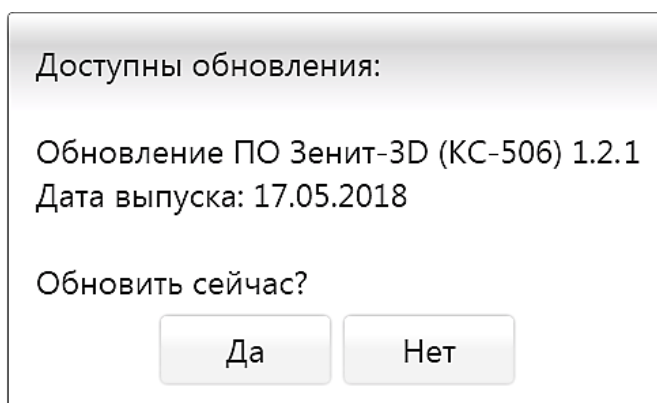 Доступны обновления:
Обновление ПО Зенит-3D (КС-506) 1.2.1
Дата выпуска: 17.05.2018
Обновить сейчас?
Да Нет